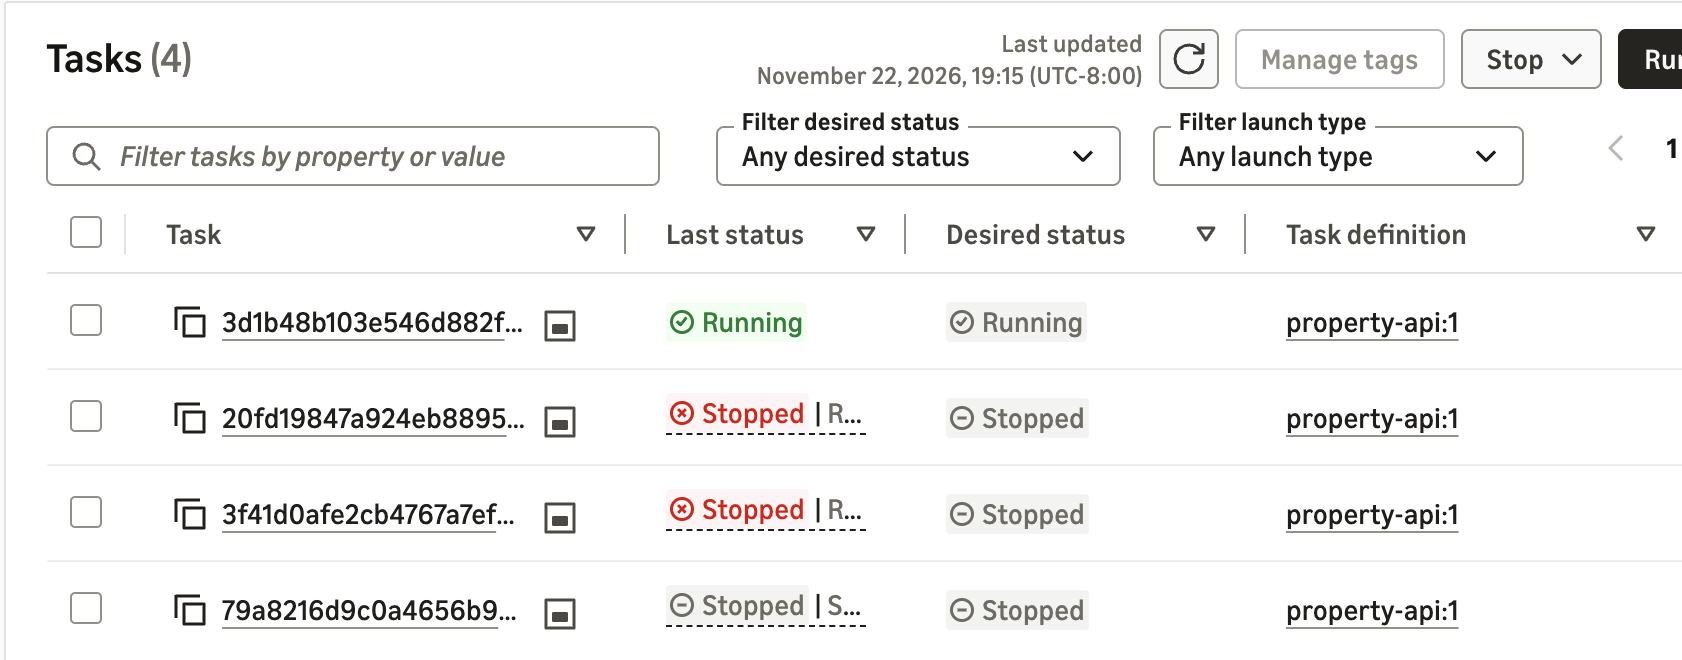 Tasks (4)
Last updated
November 22, 2026, 19:15 (UTC-8:00)
Manage tags
Stop
Filter tasks by property or value
Filter desired status
Any desired status
Filter launch type
Any launch type
1
Task Last status Desired status Task definition
3d1b48b103e546d882f... Running Running property-api:1
20fd19847a924eb8895... Stopped | R... Stopped property-api:1
3f41d0afe2cb4767a7ef... Stopped | R... Stopped property-api:1
79a8216d9c0a4656b9... Stopped | S... Stopped property-api:1